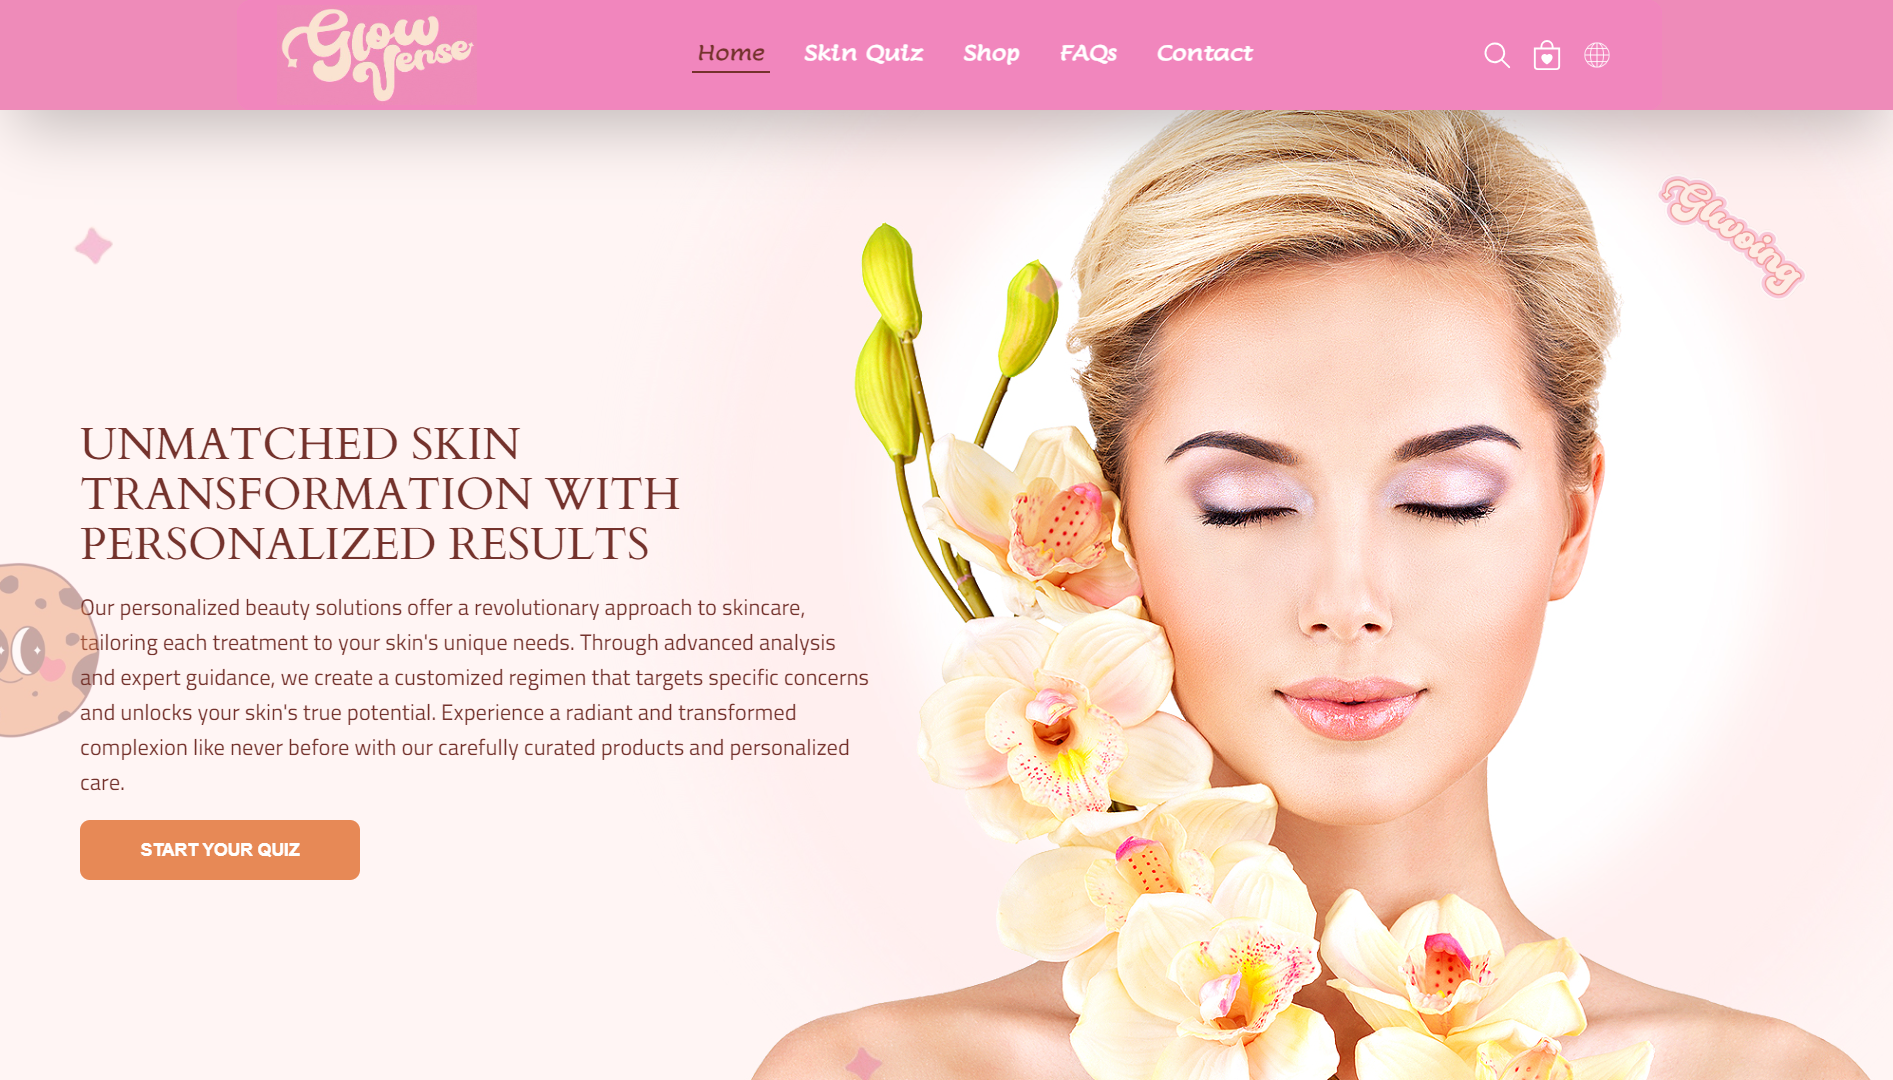 Glow
Vense
Home
Skin Quiz
Shop
FAQs
Contact
Glwoing
UNMATCHED SKIN
TRANSFORMATION WITH
PERSONALIZED RESULTS
Our personalized beauty solutions offer a revolutionary approach to skincare,
tailoring each treatment to your skin's unique needs. Through advanced analysis
and expert guidance, we create a customized regimen that targets specific concerns
and unlocks your skin's true potential. Experience a radiant and transformed
complexion like never before with our carefully curated products and personalized
care.
START YOUR QUIZ